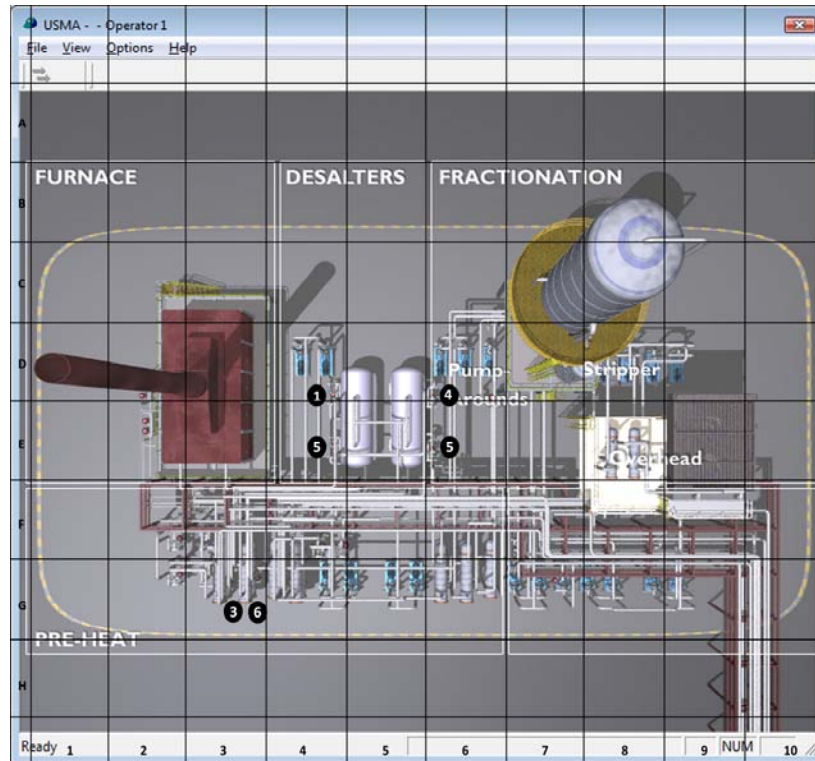 USMA - - Operator 1
File View Options Help
A
FURNACE DESALTERS FRACTIONATION
B
C
D
Pump- Stripper
1 4
Arounds
E
5 5
Overhead
F
G
3 6
PRE-HEAT
H
Ready 1 2 3 4 5 6 7 8 9 NUM 10